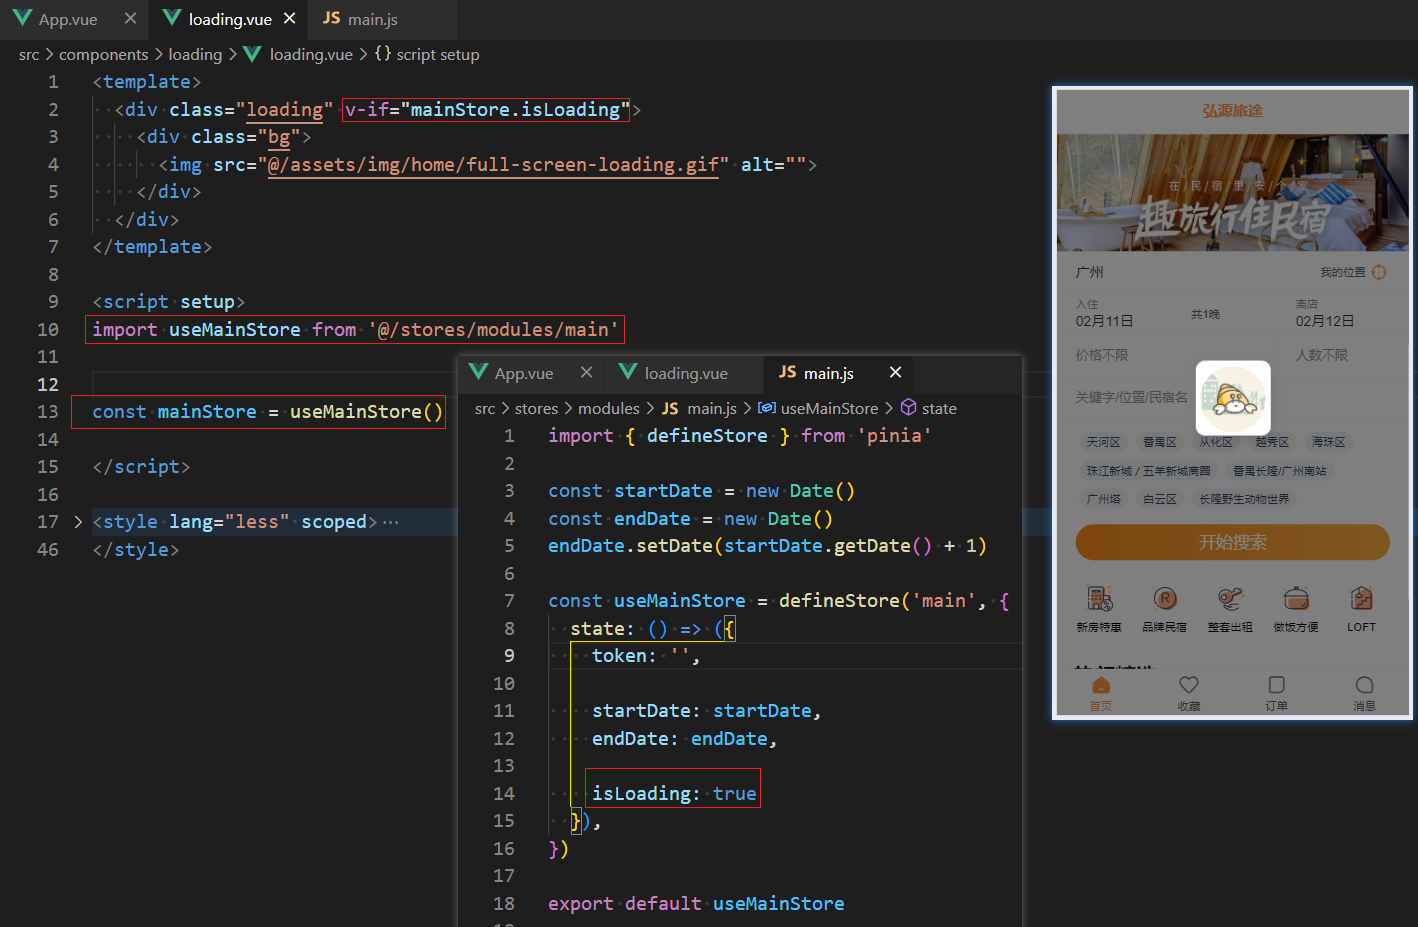 App.vue
loading.vue
JS main.js
src > components > loading > loading.vue > {} script setup
1 <template>
2 <div class="loading" v-if="mainStore.isLoading">
3 <div class="bg">
4 <img src="@/assets/img/home/full-screen-loading.gif" alt="">
5 </div>
6 </div>
7 </template>
8
9 <script setup>
10 import useMainStore from '@/stores/modules/main'
11
12
13 const mainStore = useMainStore()
14
15 </script>
16
17 > <style lang="less" scoped> ···
46 </style>
App.vue
loading.vue
JS main.js
src > stores > modules > JS main.js > useMainStore > state
1 import { defineStore } from 'pinia'
2
3 const startDate = new Date()
4 const endDate = new Date()
5 endDate.setDate(startDate.getDate() + 1)
6
7 const useMainStore = defineStore('main', {
8 state: () => ({
9 token: '',
10
11 startDate: startDate,
12 endDate: endDate,
13
14 isLoading: true
15 }),
16 })
17
18 export default useMainStore
弘源旅途
在/民/宿/里/安/个/家
趣旅行住民宿
广州 我的位置
入住 离店
02月11日 共1晚 02月12日
价格不限 人数不限
关键字/位置/民宿名
天河区 番禺区 从化区 越秀区 海珠区
珠江新城 / 五羊新城商圈 番禺长隆/广州南站
广州塔 白云区 长隆野生动物世界
开始搜索
新房特惠 品牌民宿 整套出租 做饭方便 LOFT
首页 收藏 订单 消息